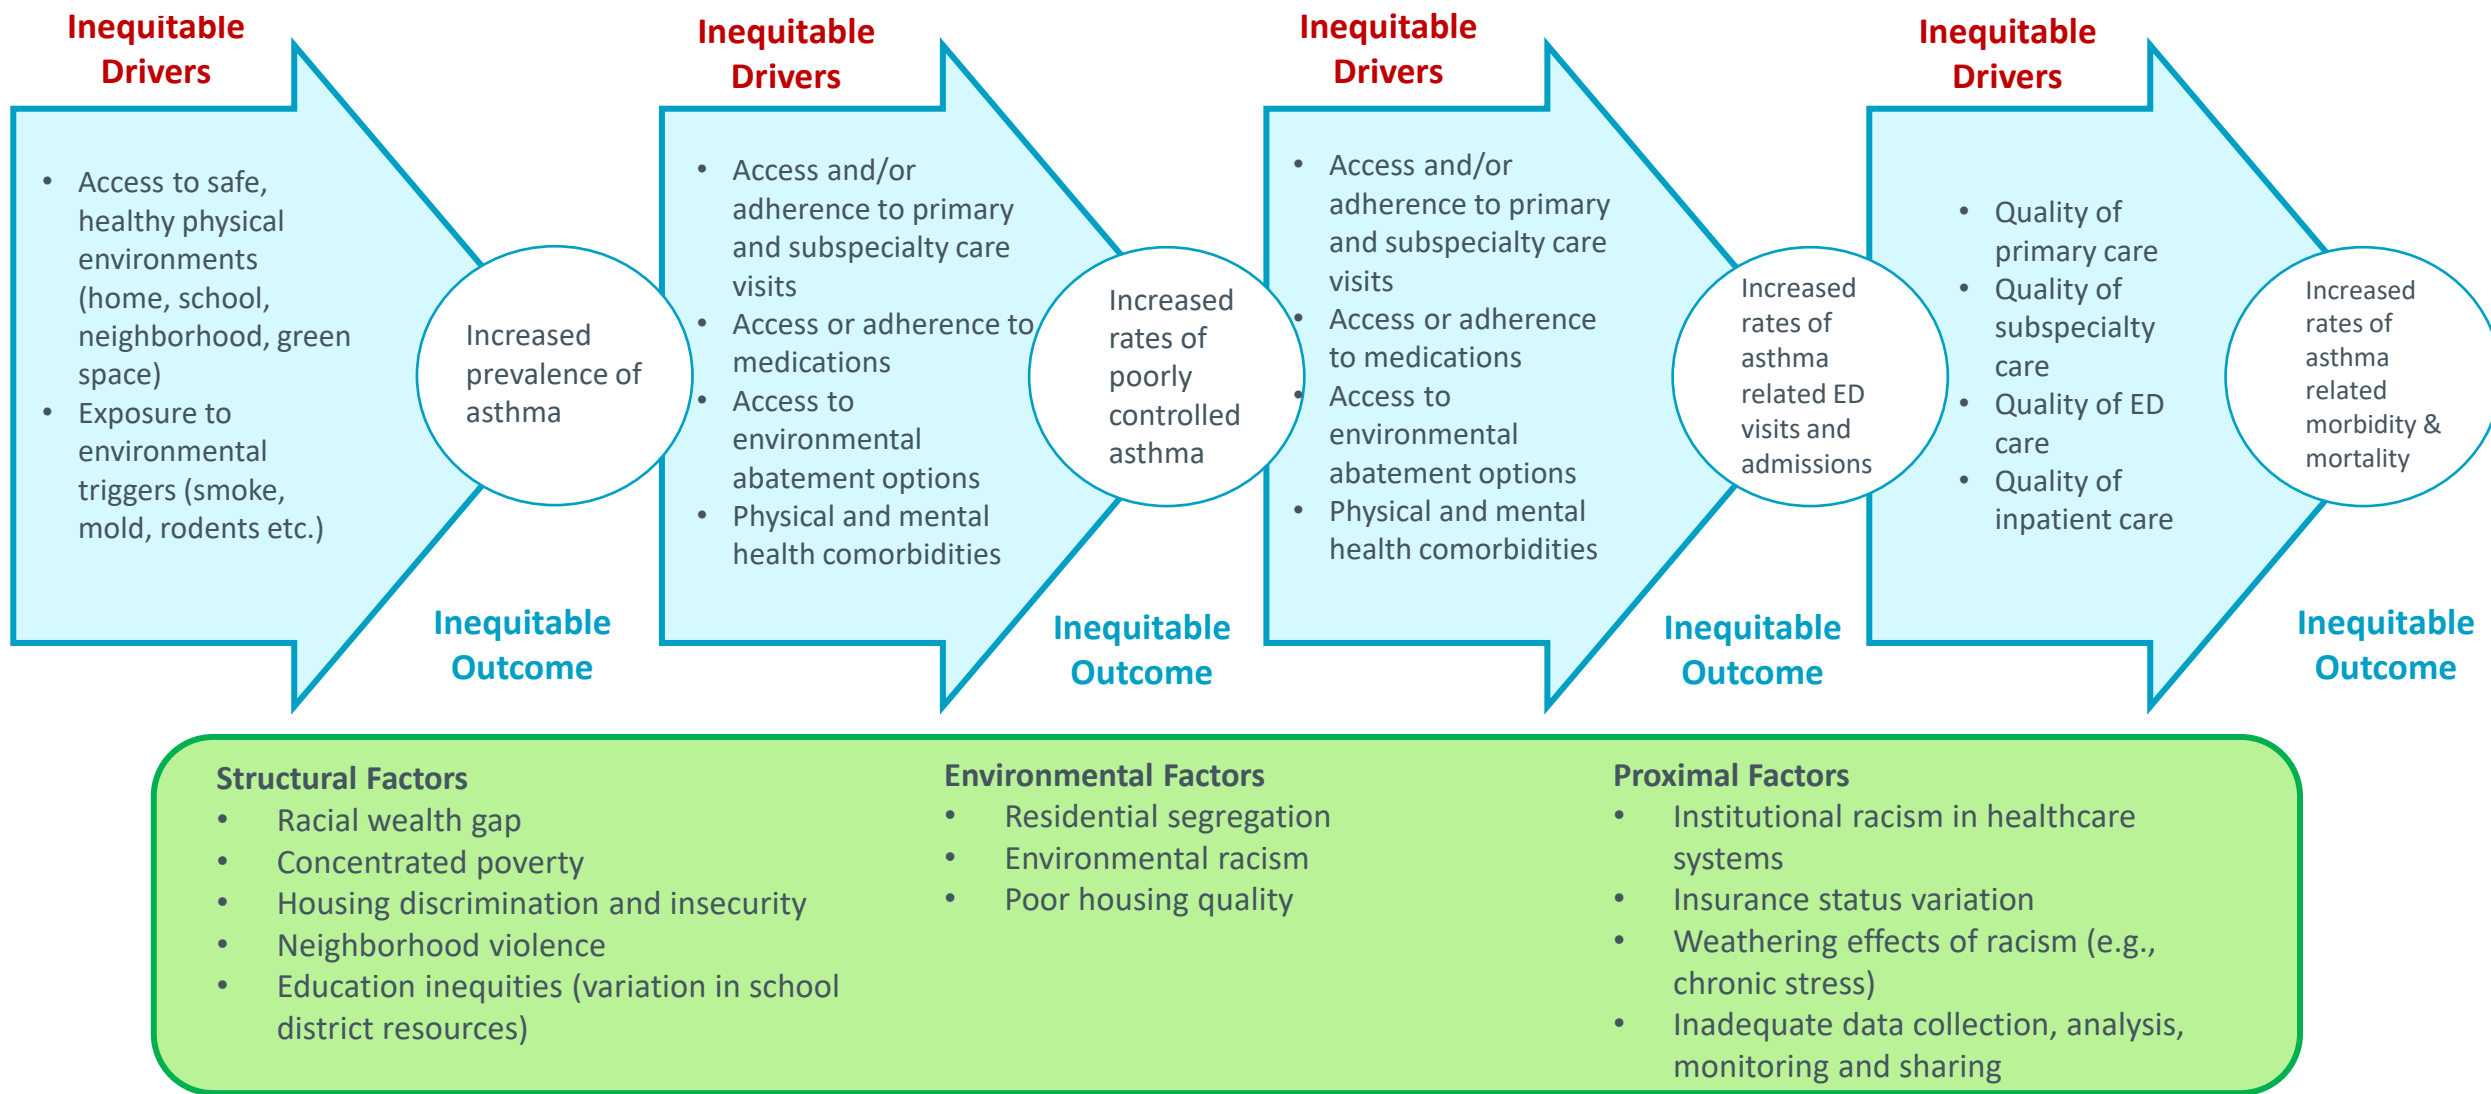 Inequitable
Drivers
• Access to safe,
healthy physical
environments
(home, school,
neighborhood, green
space)
• Exposure to
environmental
triggers (smoke,
mold, rodents etc.)
Increased
prevalence of
asthma
Inequitable
Outcome
Inequitable
Drivers
• Access and/or
adherence to primary
and subspecialty care
visits
• Access or adherence to
medications
• Access to
environmental
abatement options
• Physical and mental
health comorbidities
Increased
rates of
poorly
controlled
asthma
Inequitable
Outcome
Inequitable
Drivers
• Access and/or
adherence to primary
and subspecialty care
visits
• Access or adherence
to medications
• Access to
environmental
abatement options
• Physical and mental
health comorbidities
Increased
rates of
asthma
related ED
visits and
admissions
Inequitable
Outcome
Inequitable
Drivers
• Quality of
primary care
• Quality of
subspecialty
care
• Quality of ED
care
• Quality of
inpatient care
Increased
rates of
asthma
related
morbidity &
mortality
Inequitable
Outcome
Structural Factors
• Racial wealth gap
• Concentrated poverty
• Housing discrimination and insecurity
• Neighborhood violence
• Education inequities (variation in school
district resources)
Environmental Factors
• Residential segregation
• Environmental racism
• Poor housing quality
Proximal Factors
• Institutional racism in healthcare
systems
• Insurance status variation
• Weathering effects of racism (e.g.,
chronic stress)
• Inadequate data collection, analysis,
monitoring and sharing